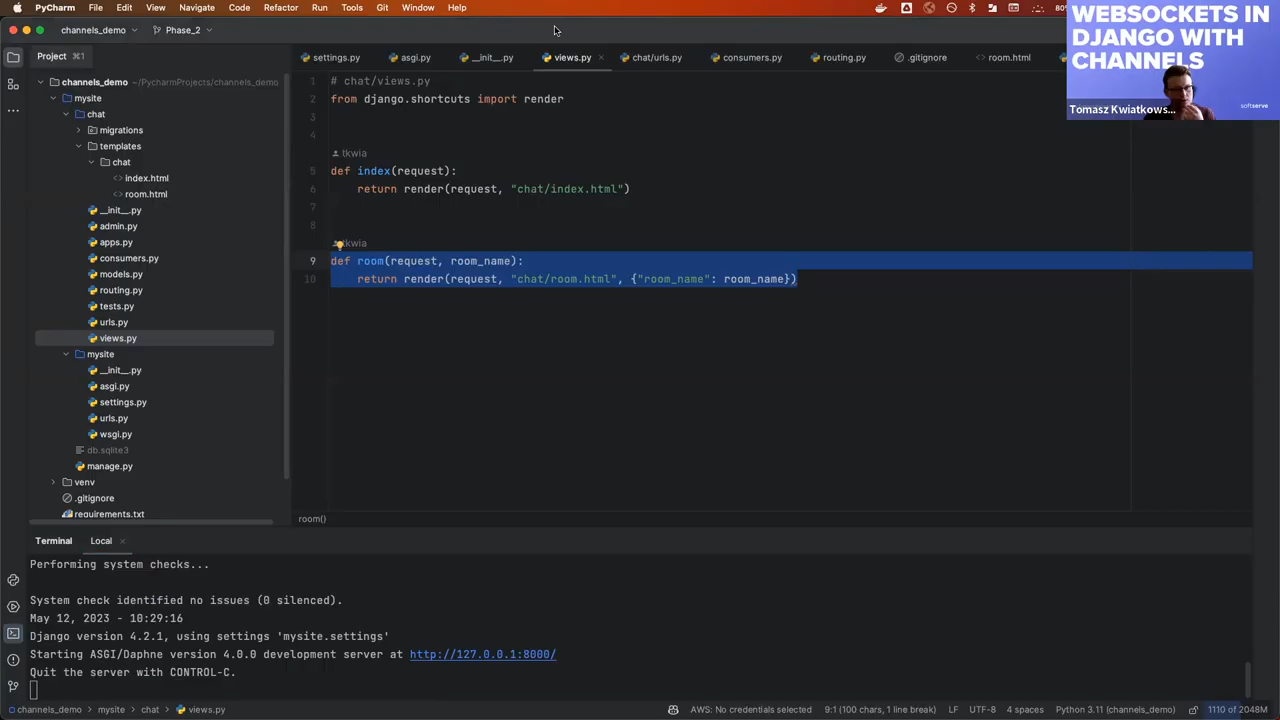 PyCharm File Edit View Navigate Code Refactor Run Tools Git Window Help 80
channels_demo Phase_2
WEBSOCKETS IN
DJANGO WITH
CHANNELS
Tomasz Kwiatkows...
softserve
Project ⌘1
settings.py asgi.py __init__.py views.py chat/urls.py consumers.py routing.py .gitignore room.html
channels_demo ~/PycharmProjects/channels_demo
mysite
chat
migrations
templates
chat
index.html
room.html
__init__.py
admin.py
apps.py
consumers.py
models.py
routing.py
tests.py
urls.py
views.py
mysite
__init__.py
asgi.py
settings.py
urls.py
wsgi.py
db.sqlite3
manage.py
venv
.gitignore
requirements.txt
1 # chat/views.py
2 from django.shortcuts import render
3
4
tkwia
5 def index(request):
6 return render(request, "chat/index.html")
7
8
tkwia
9 def room(request, room_name):
10 return render(request, "chat/room.html", {"room_name": room_name})
room()
Terminal Local
Performing system checks...
System check identified no issues (0 silenced).
May 12, 2023 - 10:29:16
Django version 4.2.1, using settings 'mysite.settings'
Starting ASGI/Daphne version 4.0.0 development server at http://127.0.0.1:8000/
Quit the server with CONTROL-C.
channels_demo mysite chat views.py AWS: No credentials selected 9:1 (100 chars, 1 line break) LF UTF-8 4 spaces Python 3.11 (channels_demo) 1110 of 2048M